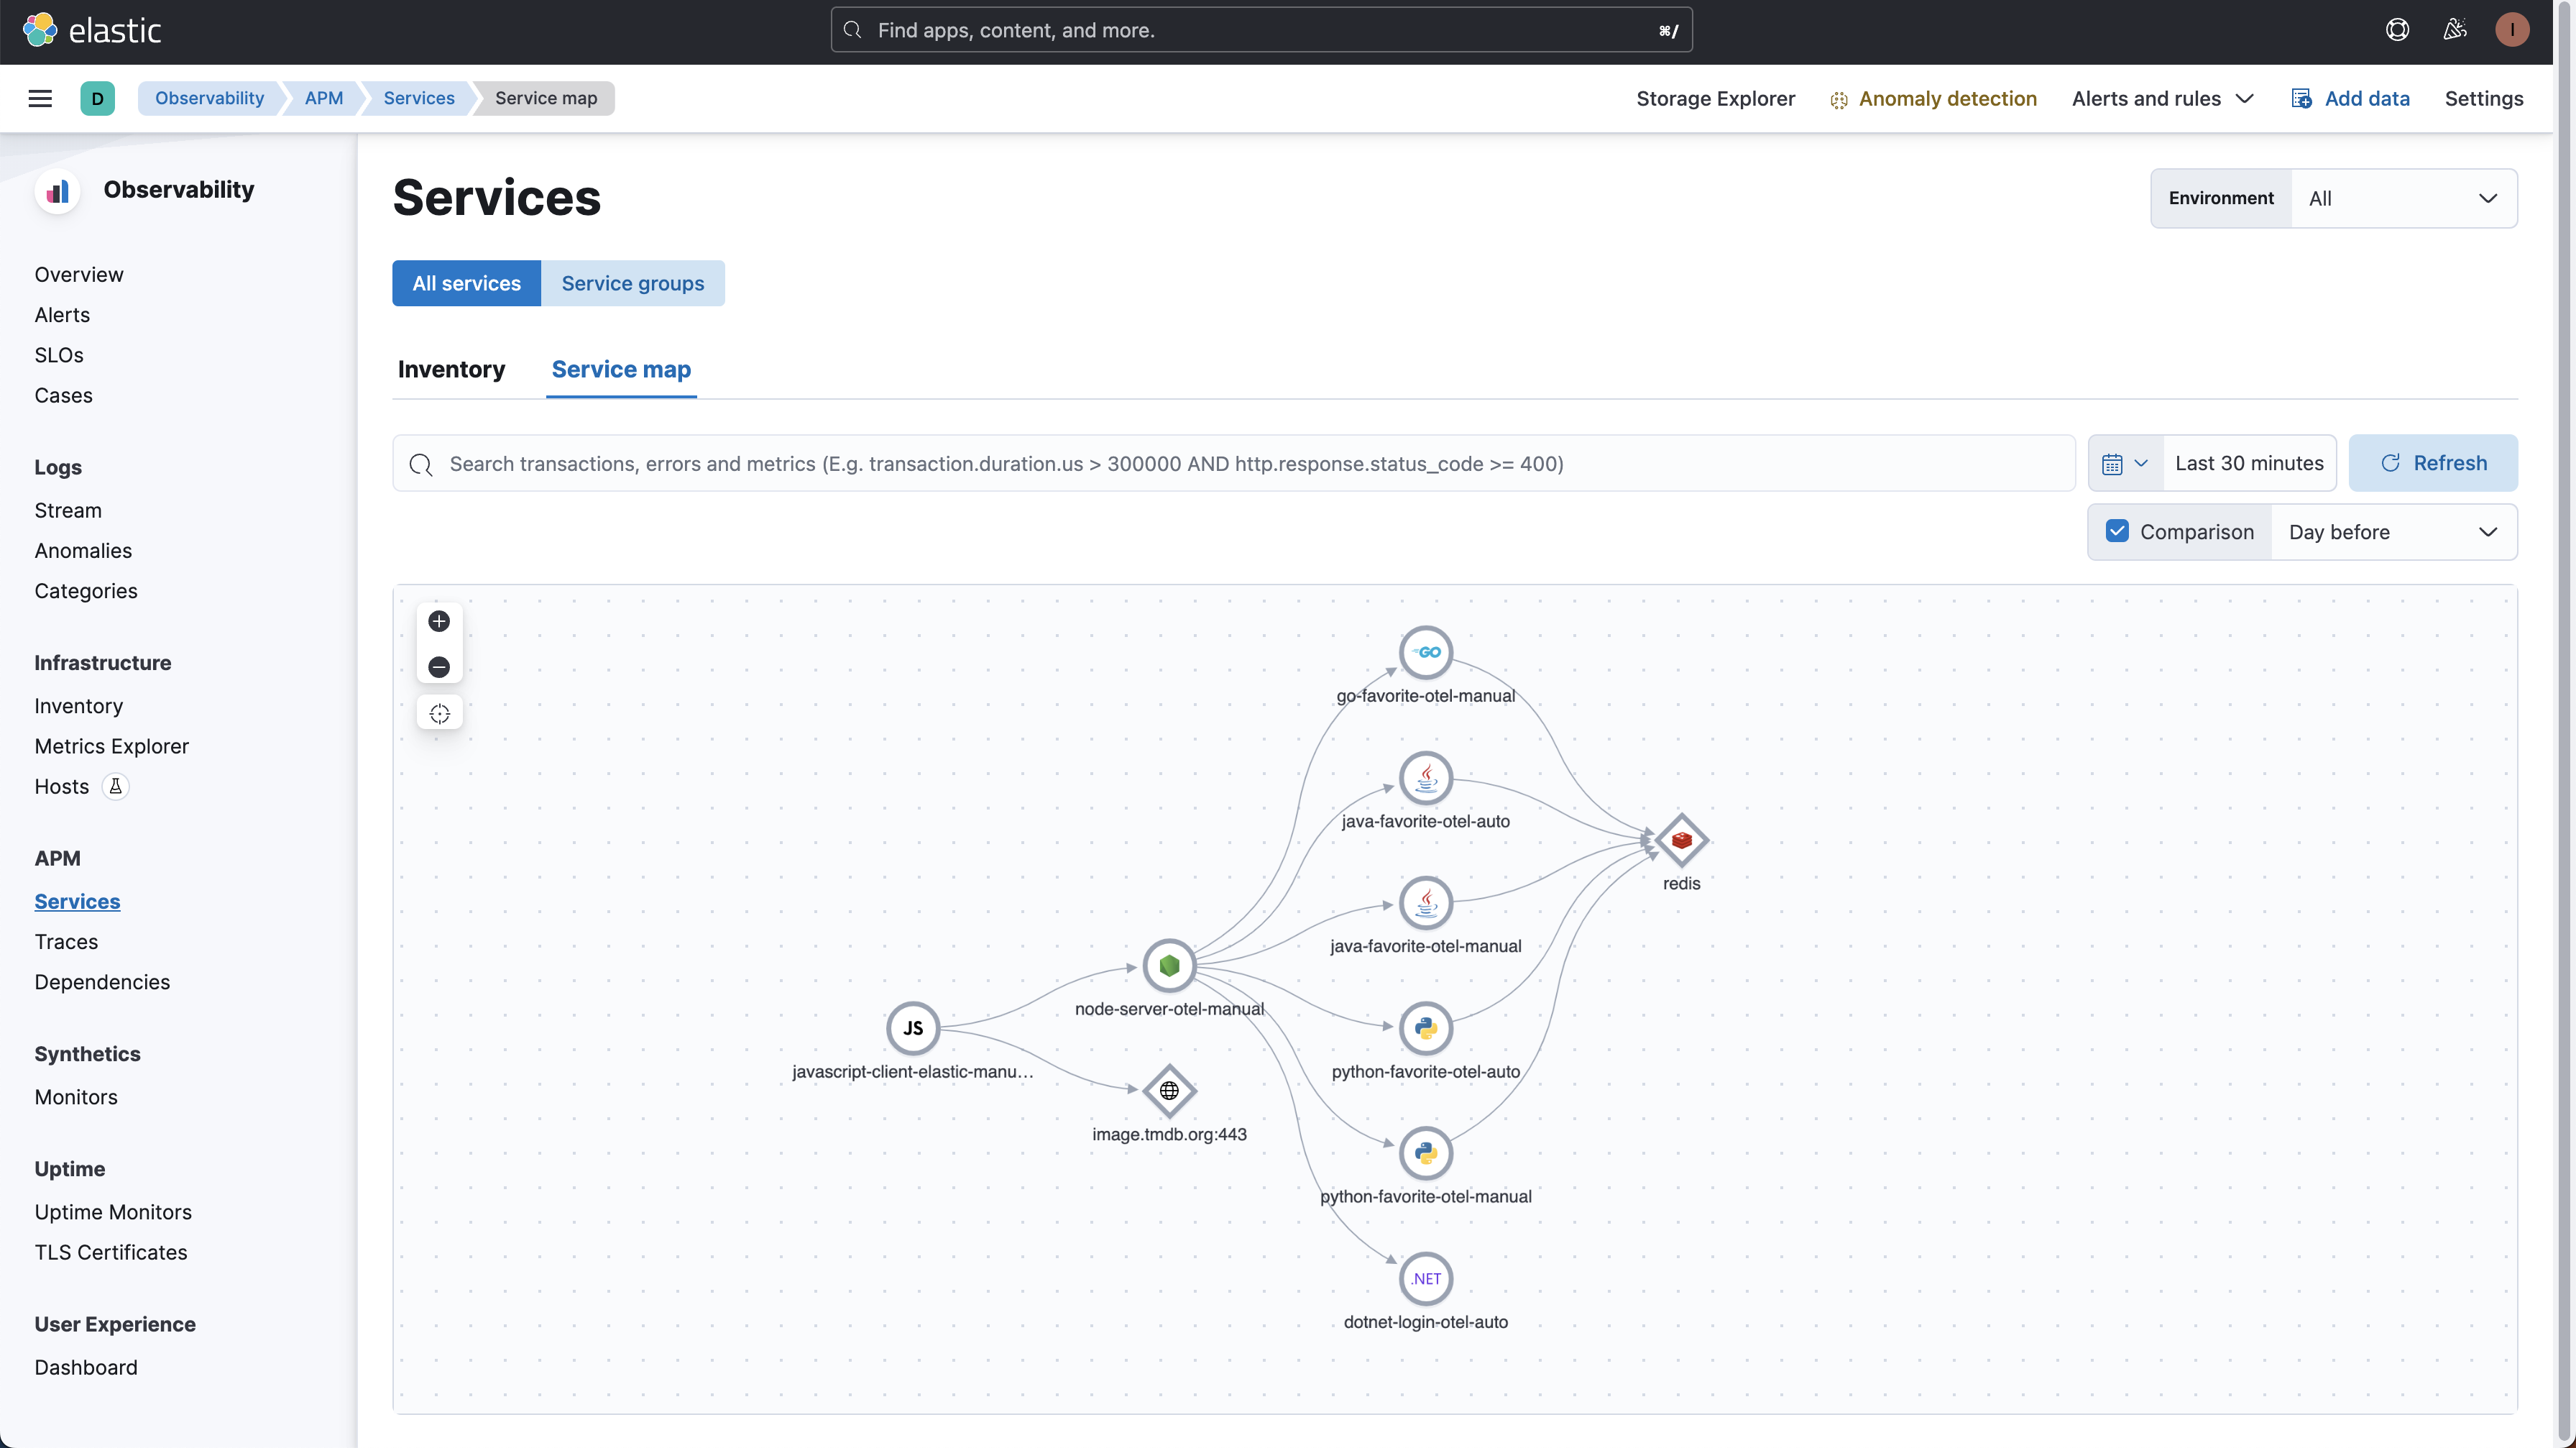 elastic
Find apps, content, and more.
⌘/
I
D
Observability
APM
Services
Service map
Storage Explorer
Anomaly detection
Alerts and rules
Add data
Settings
Observability
Overview
Alerts
SLOs
Cases
Logs
Stream
Anomalies
Categories
Infrastructure
Inventory
Metrics Explorer
Hosts
APM
Services
Traces
Dependencies
Synthetics
Monitors
Uptime
Uptime Monitors
TLS Certificates
User Experience
Dashboard
Services
Environment
All
All services
Service groups
Inventory
Service map
Search transactions, errors and metrics (E.g. transaction.duration.us > 300000 AND http.response.status_code >= 400)
Last 30 minutes
Refresh
Comparison
Day before
GO
go-favorite-otel-manual
java-favorite-otel-auto
redis
java-favorite-otel-manual
node-server-otel-manual
JS
javascript-client-elastic-manu...
python-favorite-otel-auto
image.tmdb.org:443
python-favorite-otel-manual
.NET
dotnet-login-otel-auto